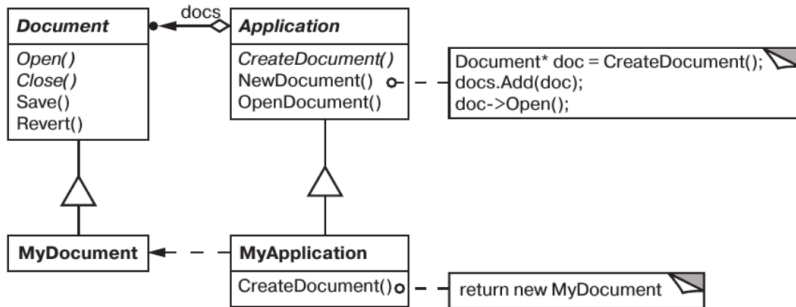 Document
docs
Application
Open()
Close()
Save()
Revert()
CreateDocument()
NewDocument()
OpenDocument()
Document* doc = CreateDocument();
docs.Add(doc);
doc->Open();
MyDocument
MyApplication
CreateDocument()
return new MyDocument